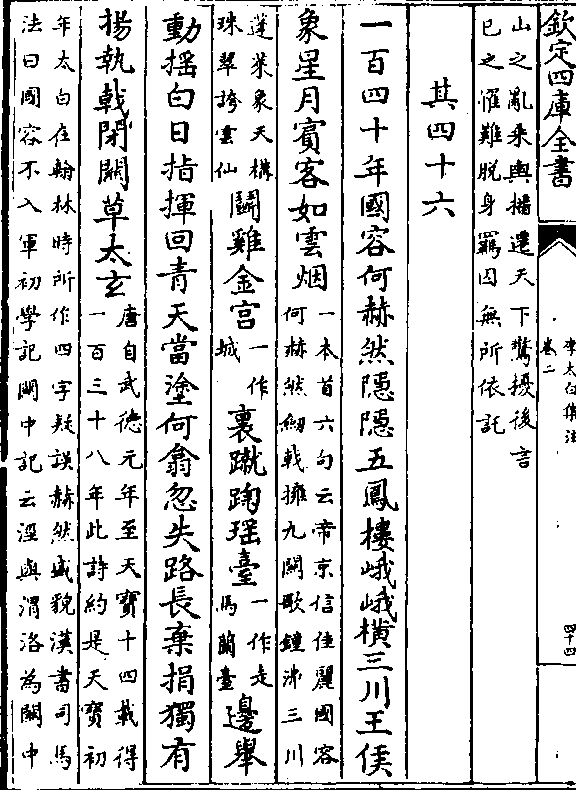 欽定四庫全書
李太白集注
卷二
四十四
山之亂乘輿播遷天下驚擾後言
已之罹難脫身羈囚無所依託
其四十六
一百四十年國容何赫然隱隱五鳳樓峨峨橫三川王侯
象星月賓客如雲烟
一本首六句云帝京信佳麗國容
何赫然劒戟擁九關歌鐘沸三川
蓬萊象天構
珠翠誇雲仙
鬭雞金宮
一作
城
裏蹴踘瑶臺
一作走
馬蘭臺
邊舉
動揺白日指揮回青天當塗何翕忽失路長棄捐獨有
揚執戟閉關草太玄
唐自武德元年至天寶十四載得
一百三十八年此詩約是天寶初
年太白在翰林時所作四字疑誤赫然盛貌漢書司馬
法曰國容不入軍初學記關中記云涇與渭洛為關中